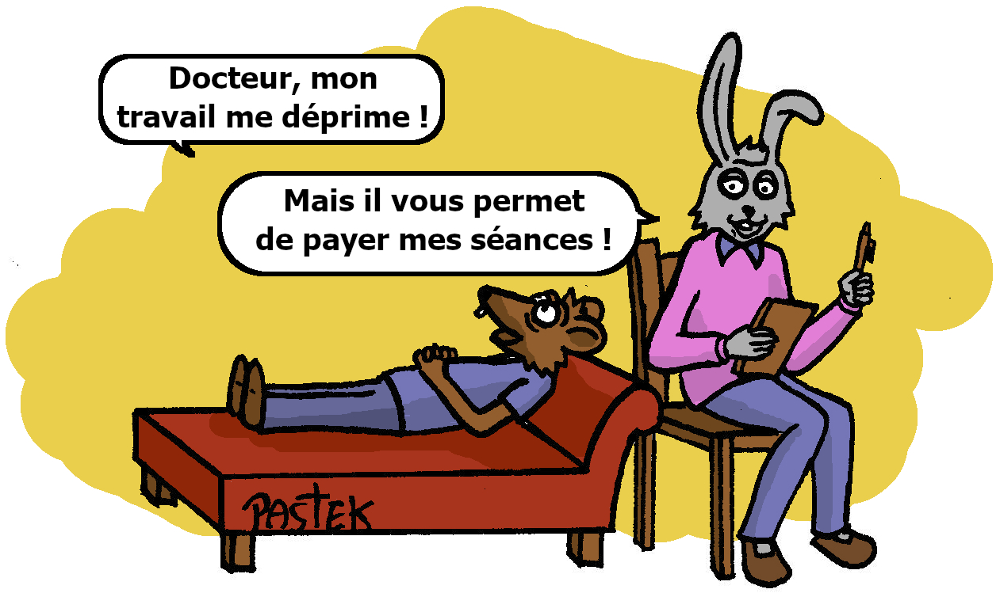 Docteur, mon
travail me déprime !
Mais il vous permet
de payer mes séances !
PASTEK